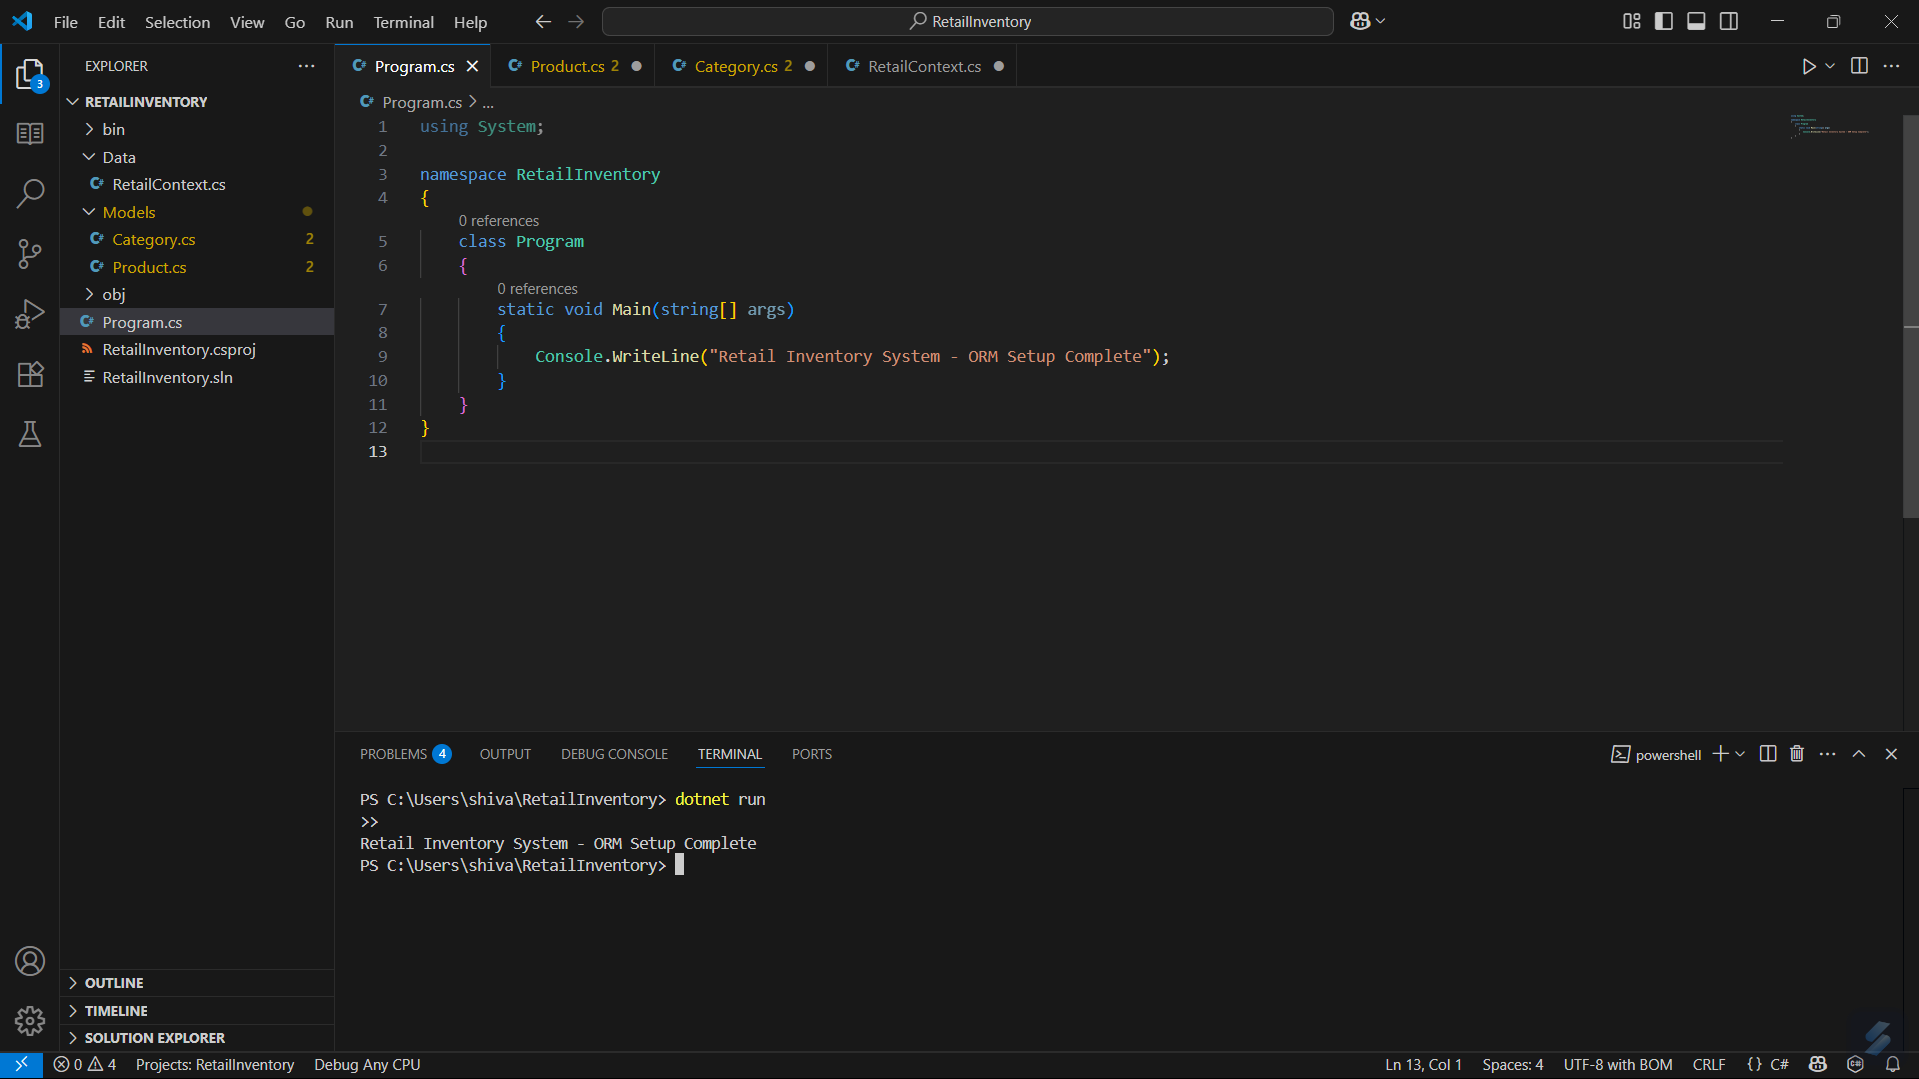 File Edit Selection View Go Run Terminal Help
RetailInventory
EXPLORER
3
RETAILINVENTORY
bin
Data
C# RetailContext.cs
Models
C# Category.cs 2
C# Product.cs 2
obj
C# Program.cs
RetailInventory.csproj
RetailInventory.sln
OUTLINE
TIMELINE
SOLUTION EXPLORER
C# Program.cs C# Product.cs 2 C# Category.cs 2 C# RetailContext.cs
C# Program.cs > ...
1 using System;
2
3 namespace RetailInventory
4 {
0 references
5 class Program
6 {
0 references
7 static void Main(string[] args)
8 {
9 Console.WriteLine("Retail Inventory System - ORM Setup Complete");
10 }
11 }
12 }
13
PROBLEMS 4 OUTPUT DEBUG CONSOLE TERMINAL PORTS
powershell
PS C:\Users\shiva\RetailInventory> dotnet run
>>
Retail Inventory System - ORM Setup Complete
PS C:\Users\shiva\RetailInventory>
0 4 Projects: RetailInventory Debug Any CPU
Ln 13, Col 1 Spaces: 4 UTF-8 with BOM CRLF {} C#